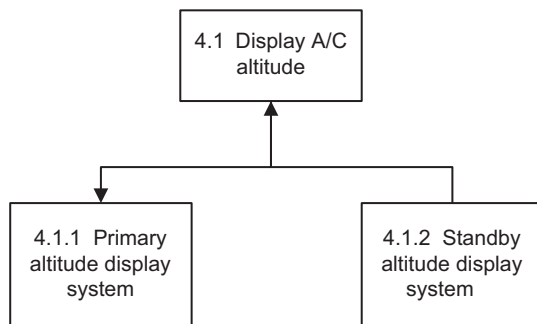 4.1 Display A/C
altitude
4.1.1 Primary
altitude display
system
4.1.2 Standby
altitude display
system